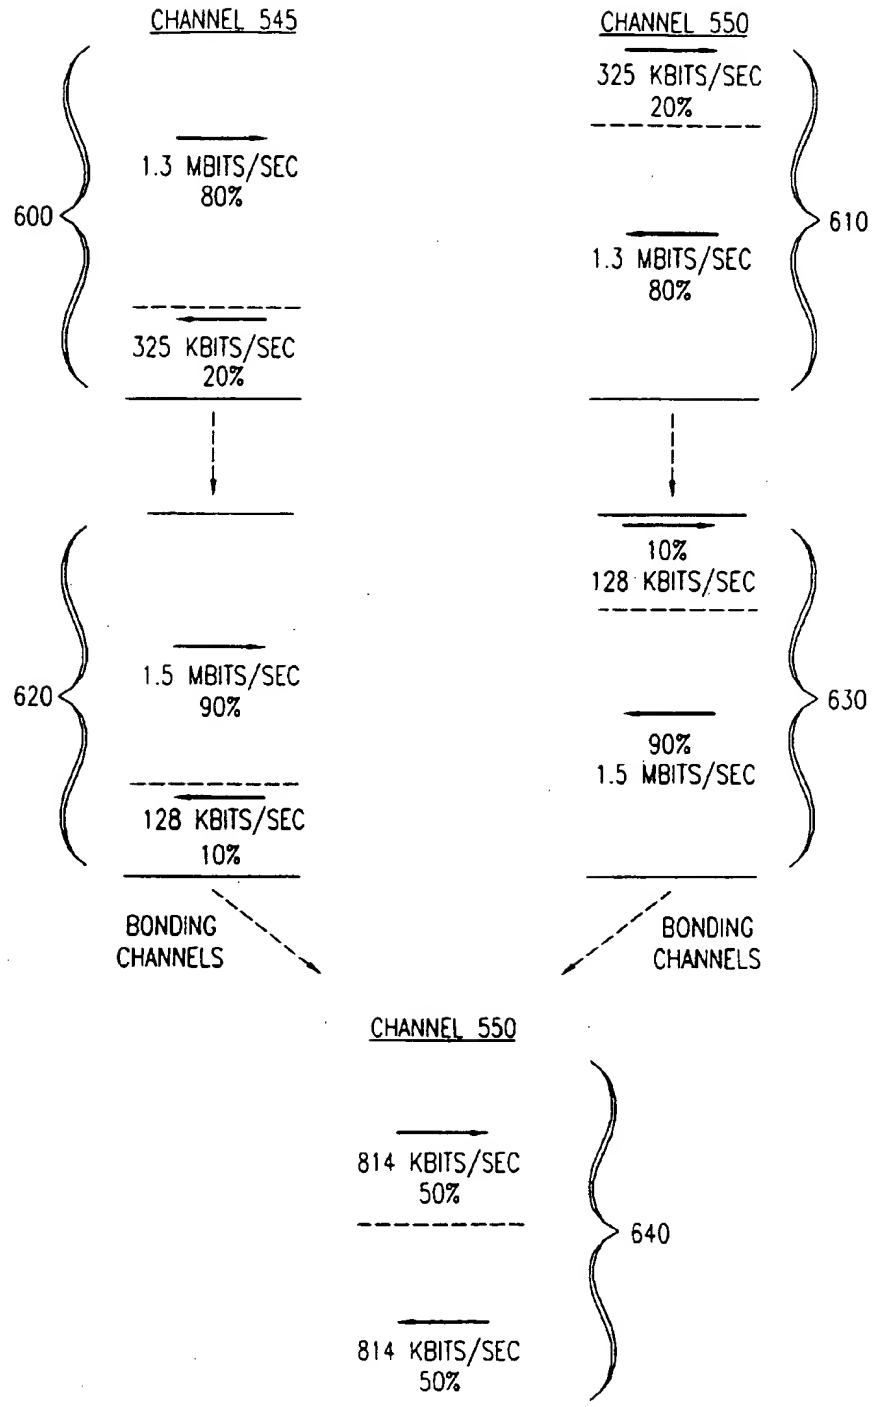 CHANNEL 545
1.3 MBITS/SEC
80%
600
325 KBITS/SEC
20%
CHANNEL 550
325 KBITS/SEC
20%
610
1.3 MBITS/SEC
80%
1.5 MBITS/SEC
90%
620
128 KBITS/SEC
10%
10%
128 KBITS/SEC
630
90%
1.5 MBITS/SEC
BONDING
CHANNELS
BONDING
CHANNELS
CHANNEL 550
814 KBITS/SEC
50%
640
814 KBITS/SEC
50%